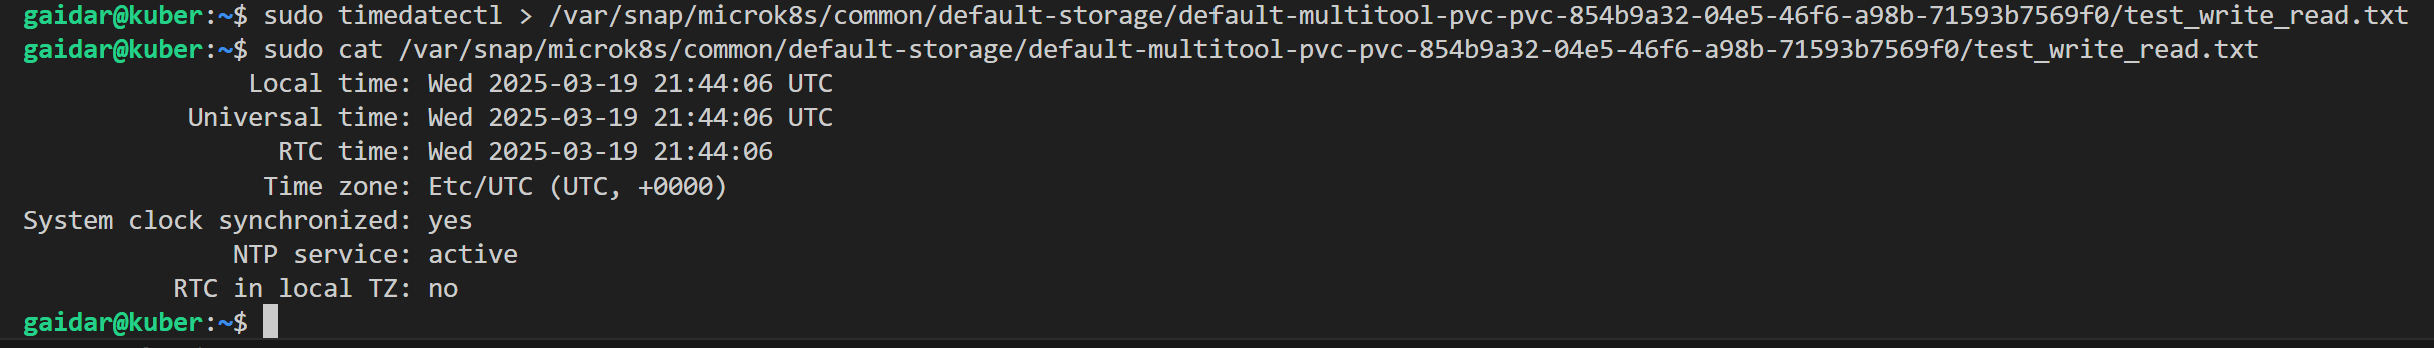 gaidar@kuber:~$ sudo timedatectl > /var/snap/microk8s/common/default-storage/default-multitool-pvc-pvc-854b9a32-04e5-46f6-a98b-71593b7569f0/test_write_read.txt
gaidar@kuber:~$ sudo cat /var/snap/microk8s/common/default-storage/default-multitool-pvc-pvc-854b9a32-04e5-46f6-a98b-71593b7569f0/test_write_read.txt
Local time: Wed 2025-03-19 21:44:06 UTC
Universal time: Wed 2025-03-19 21:44:06 UTC
RTC time: Wed 2025-03-19 21:44:06
Time zone: Etc/UTC (UTC, +0000)
System clock synchronized: yes
NTP service: active
RTC in local TZ: no
gaidar@kuber:~$